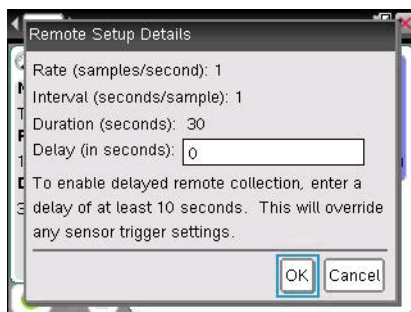 Remote Setup Details
Rate (samples/second): 1
Interval (seconds/sample): 1
Duration (seconds): 30
Delay (in seconds): 0
To enable delayed remote collection, enter a
delay of at least 10 seconds. This will override
any sensor trigger settings.
OK Cancel